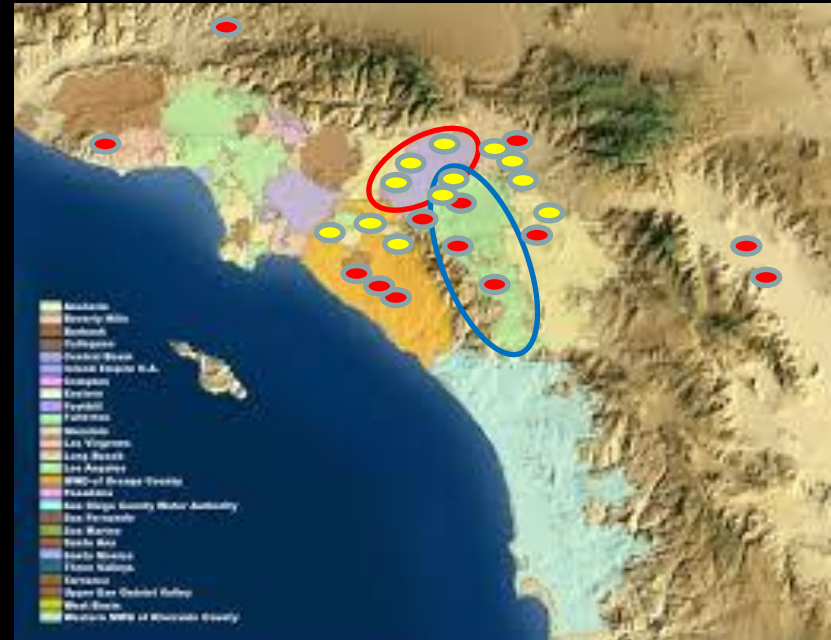 Anaheim
Beverly Hills
Burbank
Calleguas
Central Basin
Inland Empire U.A.
Compton
Eastern
Foothill
Fullerton
Glendale
Las Virgenes
Long Beach
Los Angeles
MWD of Orange County
Pasadena
San Diego County Water Authority
San Fernando
San Marino
Santa Ana
Santa Monica
Three Valleys
Torrance
Upper San Gabriel Valley
West Basin
Western MWD of Riverside County